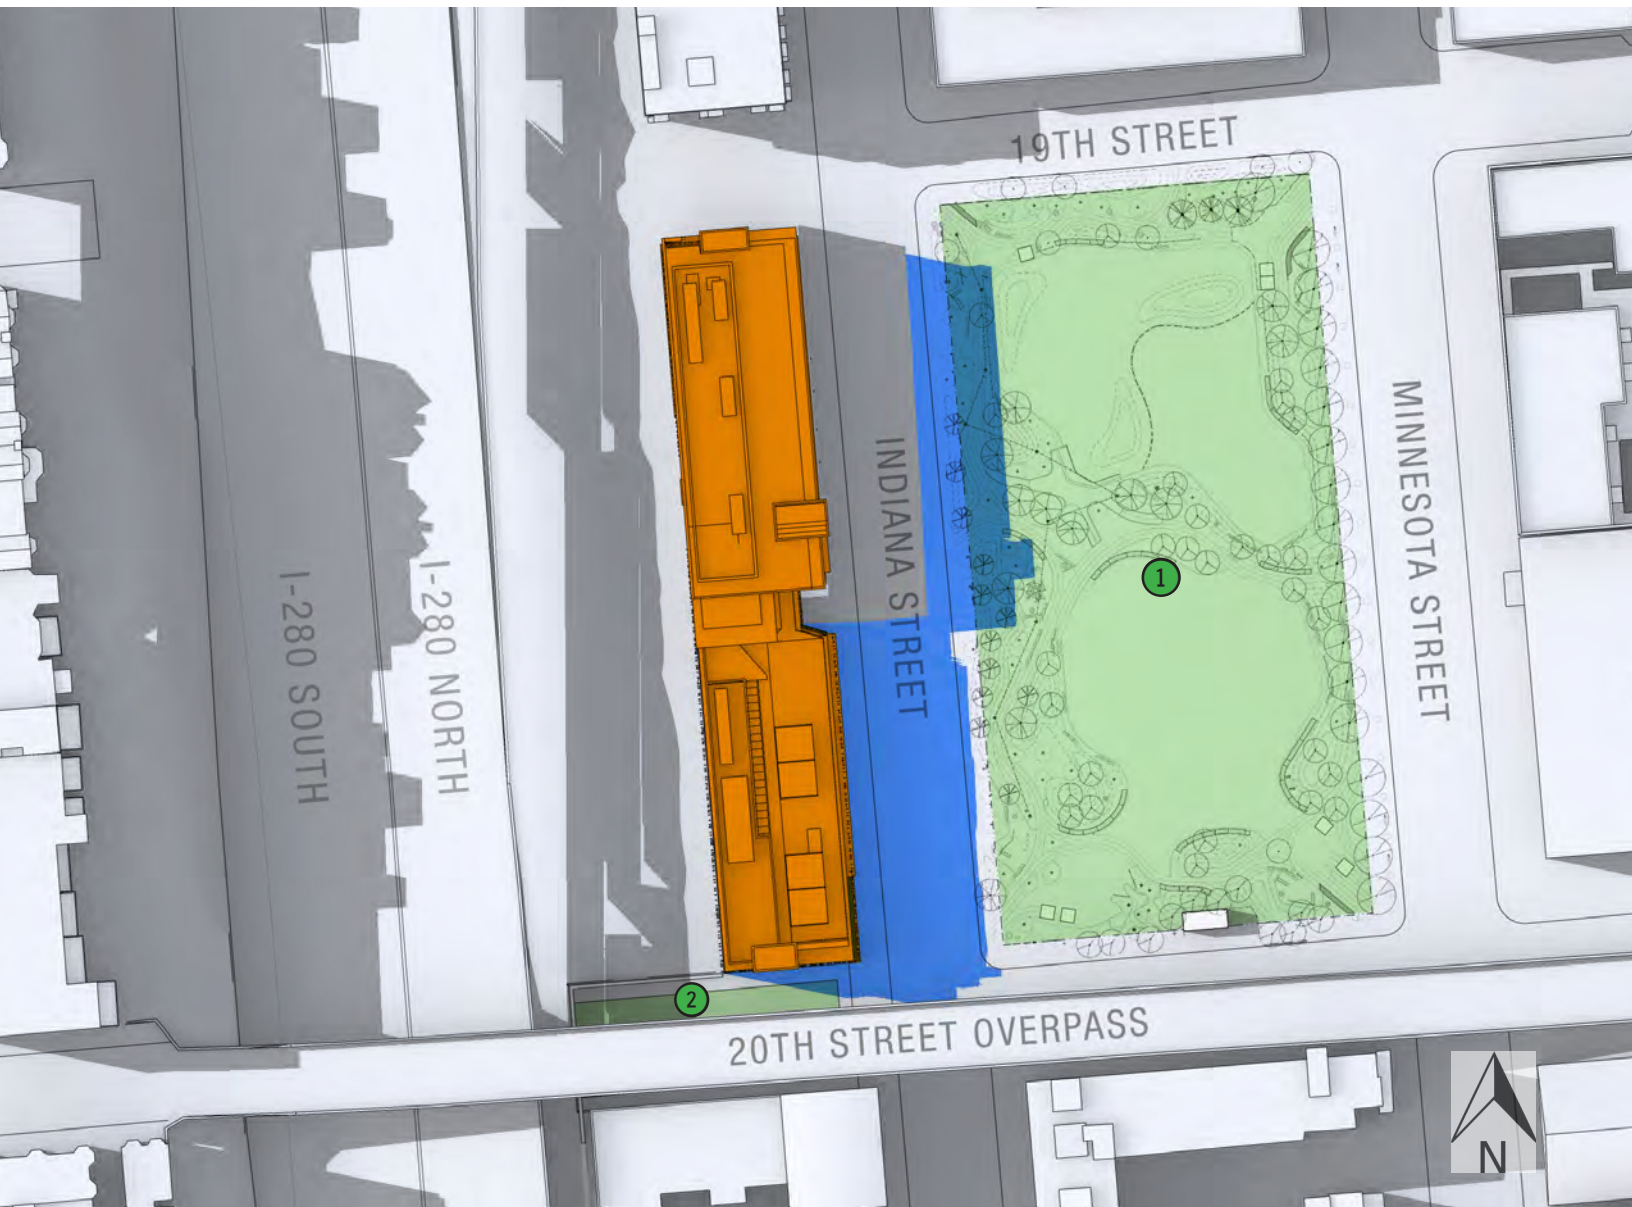 19TH STREET
INDIANA STREET
MINNESOTA STREET
I-280 SOUTH
I-280 NORTH
1
2
20TH STREET OVERPASS
N